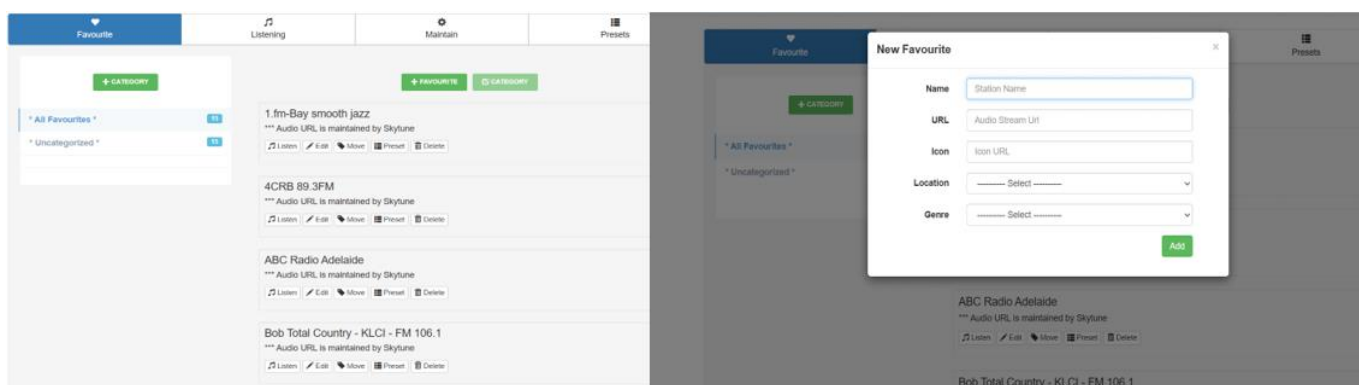 Favourite
Listening
Maintain
Presets
+ CATEGORY
* All Favourites *
* Uncategorized *
+ FAVOURITE
CATEGORY
1.fm-Bay smooth jazz
*** Audio URL is maintained by Skytune
Listen Edit Move Preset Delete
4CRB 89.3FM
*** Audio URL is maintained by Skytune
Listen Edit Move Preset Delete
ABC Radio Adelaide
*** Audio URL is maintained by Skytune
Listen Edit Move Preset Delete
Bob Total Country - KLCI - FM 106.1
*** Audio URL is maintained by Skytune
Listen Edit Move Preset Delete
Favourite
Presets
+ CATEGORY
* All Favourites *
* Uncategorized *
New Favourite
×
Name Station Name
URL Audio Stream Url
Icon Icon URL
Location ---------- Select ----------
Genre ---------- Select ----------
Add
ABC Radio Adelaide
*** Audio URL is maintained by Skytune
Listen Edit Move Preset Delete
Bob Total Country - KLCI - FM 106.1